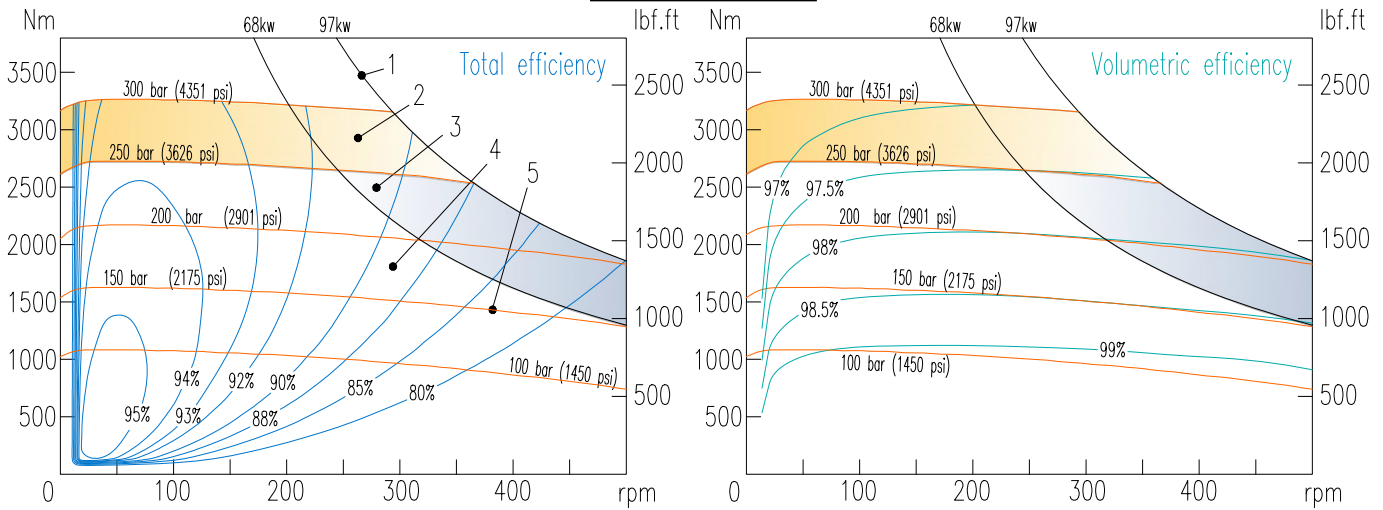 Nm
68kw
97kw
lbf.ft
Total efficiency
3500
3000
2500
2000
1500
1000
500
0
100
200
300
400
rpm
2500
2000
1500
1000
500
300 bar (4351 psi)
250 bar (3626 psi)
200 bar (2901 psi)
150 bar (2175 psi)
100 bar (1450 psi)
1
2
3
4
5
95%
94%
93%
92%
90%
88%
85%
80%
Nm
68kw
97kw
lbf.ft
Volumetric efficiency
3500
3000
2500
2000
1500
1000
500
0
100
200
300
400
rpm
2500
2000
1500
1000
500
300 bar (4351 psi)
250 bar (3626 psi)
200 bar (2901 psi)
150 bar (2175 psi)
100 bar (1450 psi)
97%
97.5%
98%
98.5%
99%